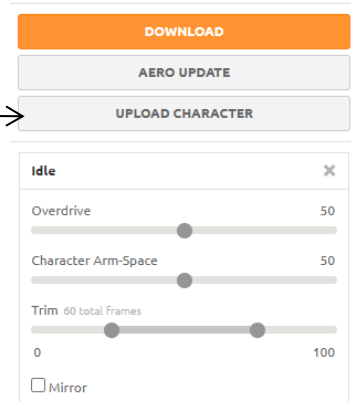 DOWNLOAD
AERO UPDATE
UPLOAD CHARACTER
Idle
Overdrive 50
Character Arm-Space 50
Trim 60 total frames
0 100
Mirror